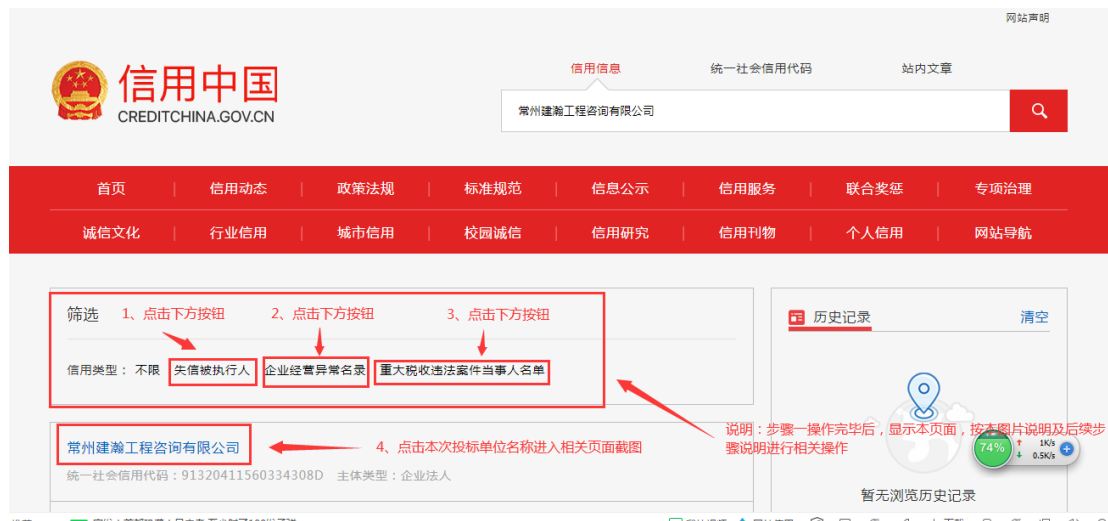 网站声明
信用中国
CREDITCHINA.GOV.CN
信用信息 统一社会信用代码 站内文章
常州建瀚工程咨询有限公司
首页 信用动态 政策法规 标准规范 信息公示 信用服务 联合奖惩 专项治理
诚信文化 行业信用 城市信用 校园诚信 信用研究 信用刊物 个人信用 网站导航
筛选 1、点击下方按钮 2、点击下方按钮 3、点击下方按钮
信用类型： 不限 失信被执行人 企业经营异常名录 重大税收违法案件当事人名单
历史记录 清空
常州建瀚工程咨询有限公司 4、点击本次投标单位名称进入相关页面截图
统一社会信用代码：91320411560334308D 主体类型：企业法人
说明：步骤一操作完毕后，显示本页面，按本图片说明及后续步
骤说明进行相关操作
74% 1K/s
0.5K/s
暂无浏览历史记录